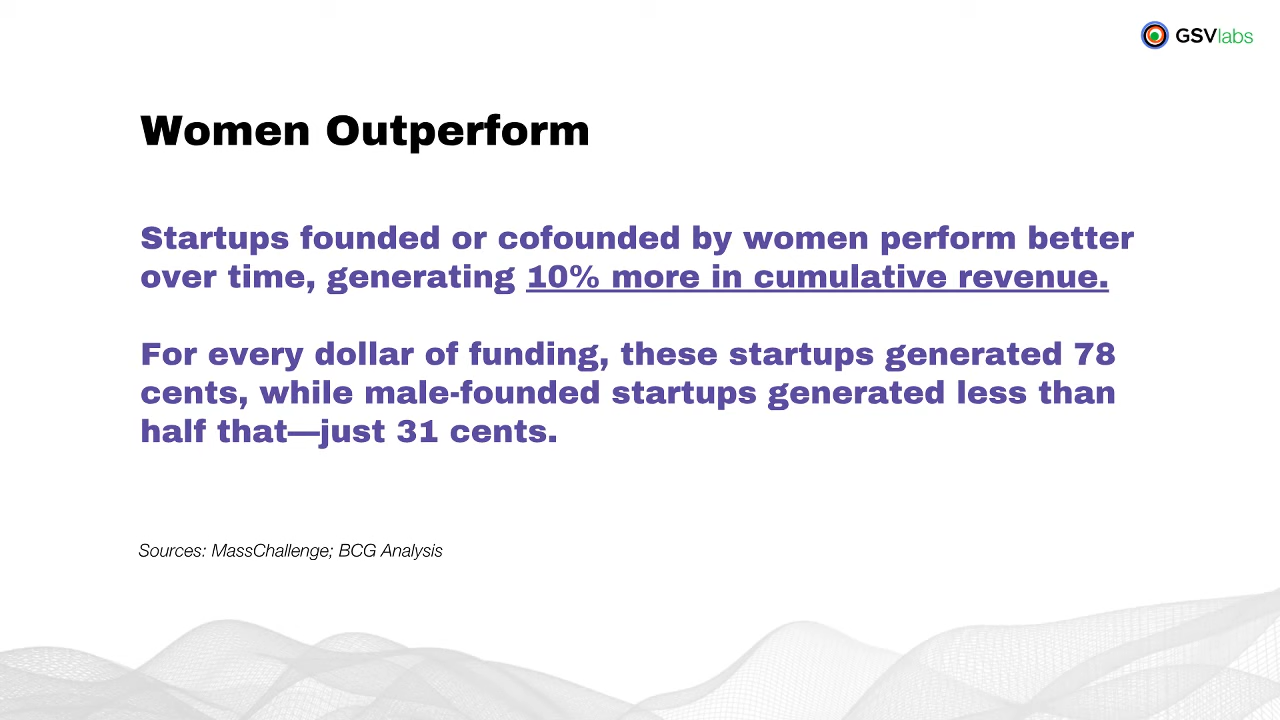 GSVlabs
Women Outperform
Startups founded or cofounded by women perform better
over time, generating 10% more in cumulative revenue.
For every dollar of funding, these startups generated 78
cents, while male-founded startups generated less than
half that—just 31 cents.
Sources: MassChallenge; BCG Analysis